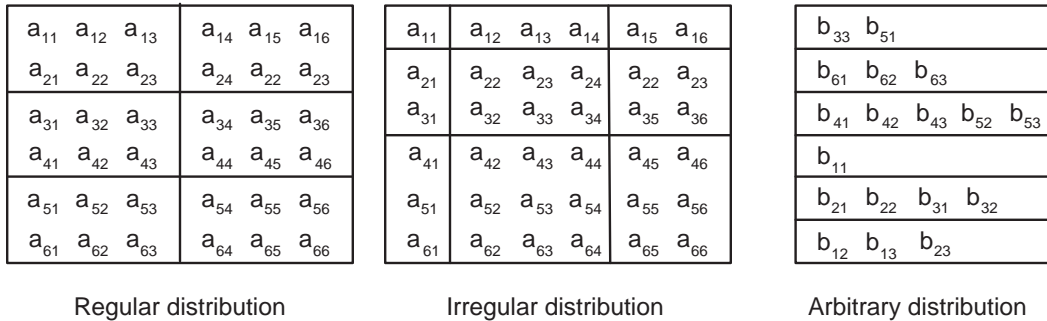 a11 a12 a13 a14 a15 a16
a21 a22 a23 a24 a22 a23
a31 a32 a33 a34 a35 a36
a41 a42 a43 a44 a45 a46
a51 a52 a53 a54 a55 a56
a61 a62 a63 a64 a65 a66
Regular distribution
a11 a12 a13 a14 a15 a16
a21 a22 a23 a24 a22 a23
a31 a32 a33 a34 a35 a36
a41 a42 a43 a44 a45 a46
a51 a52 a53 a54 a55 a56
a61 a62 a63 a64 a65 a66
Irregular distribution
b33 b51
b61 b62 b63
b41 b42 b43 b52 b53
b11
b21 b22 b31 b32
b12 b13 b23
Arbitrary distribution